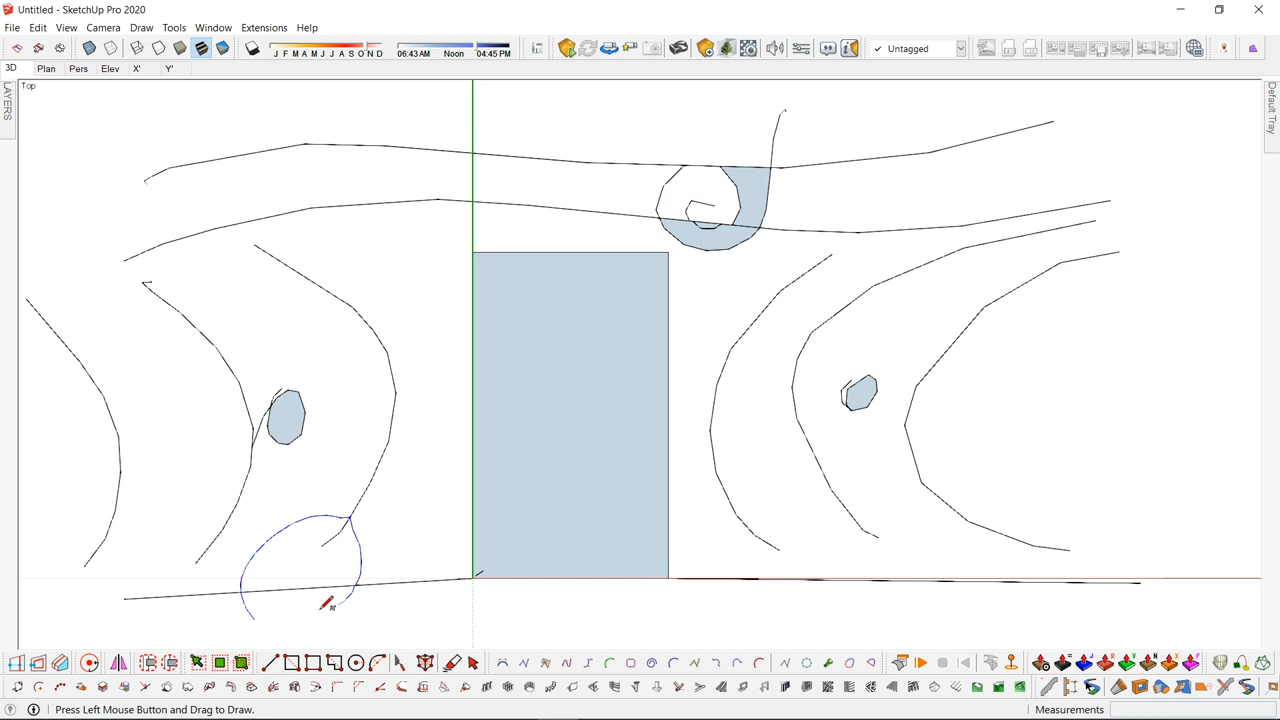 Untitled - SketchUp Pro 2020
File Edit View Camera Draw Tools Window Extensions Help
J F M A M J J A S O N D 06:43 AM Noon 04:45 PM Untagged
3D Plan Pers Elev X' Y'
Top
LAYERS
Default Tray
Press Left Mouse Button and Drag to Draw. Measurements